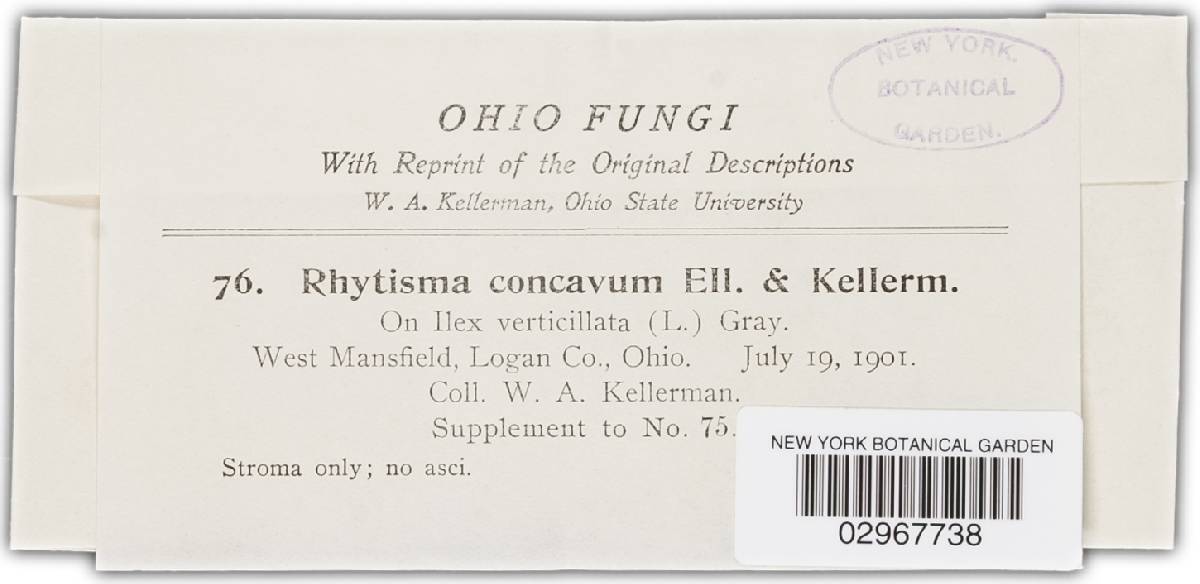 NEW YORK.
BOTANICAL
GARDEN.
OHIO FUNGI
With Reprint of the Original Descriptions
W. A. Kellerman, Ohio State University
76. Rhytisma concavum Ell. & Kellerm.
On Ilex verticillata (L.) Gray.
West Mansfield, Logan Co., Ohio. July 19, 1901.
Coll. W. A. Kellerman.
Supplement to No. 75.
Stroma only; no asci.
NEW YORK BOTANICAL GARDEN
02967738